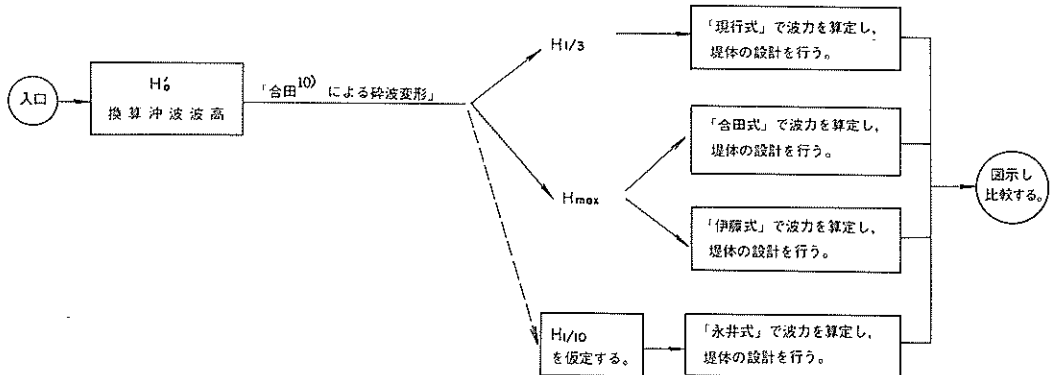 入口
H₀′
換算沖波波高
「合田10) による砕波変形」
H1/3
「現行式」で波力を算定し,
堤体の設計を行う。
Hmax
「合田式」で波力を算定し,
堤体の設計を行う。
「伊藤式」で波力を算定し,
堤体の設計を行う。
H1/10
を仮定する。
「永井式」で波力を算定し,
堤体の設計を行う。
図示し
比較する。